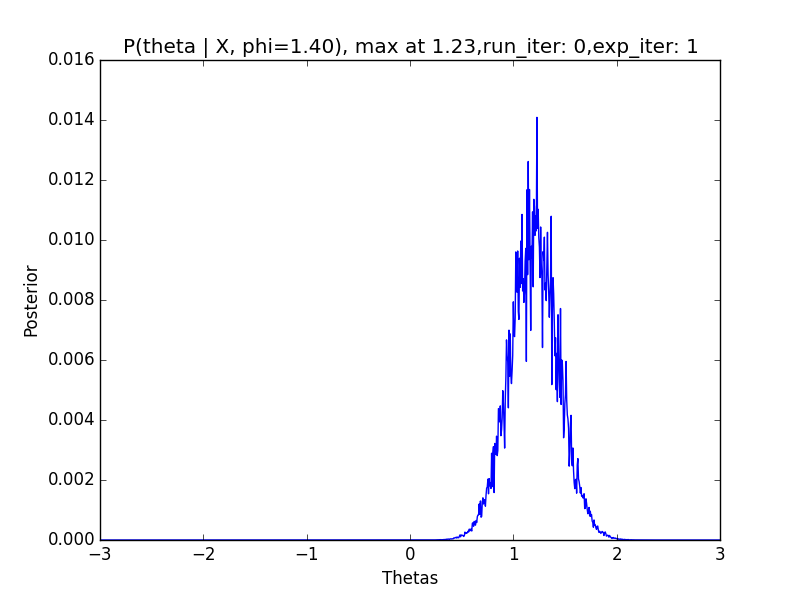 P(theta | X, phi=1.40), max at 1.23,run_iter: 0,exp_iter: 1
0.016
0.014
0.012
0.010
0.008
0.006
0.004
0.002
0.000
Posterior
−3 −2 −1 0 1 2 3
Thetas